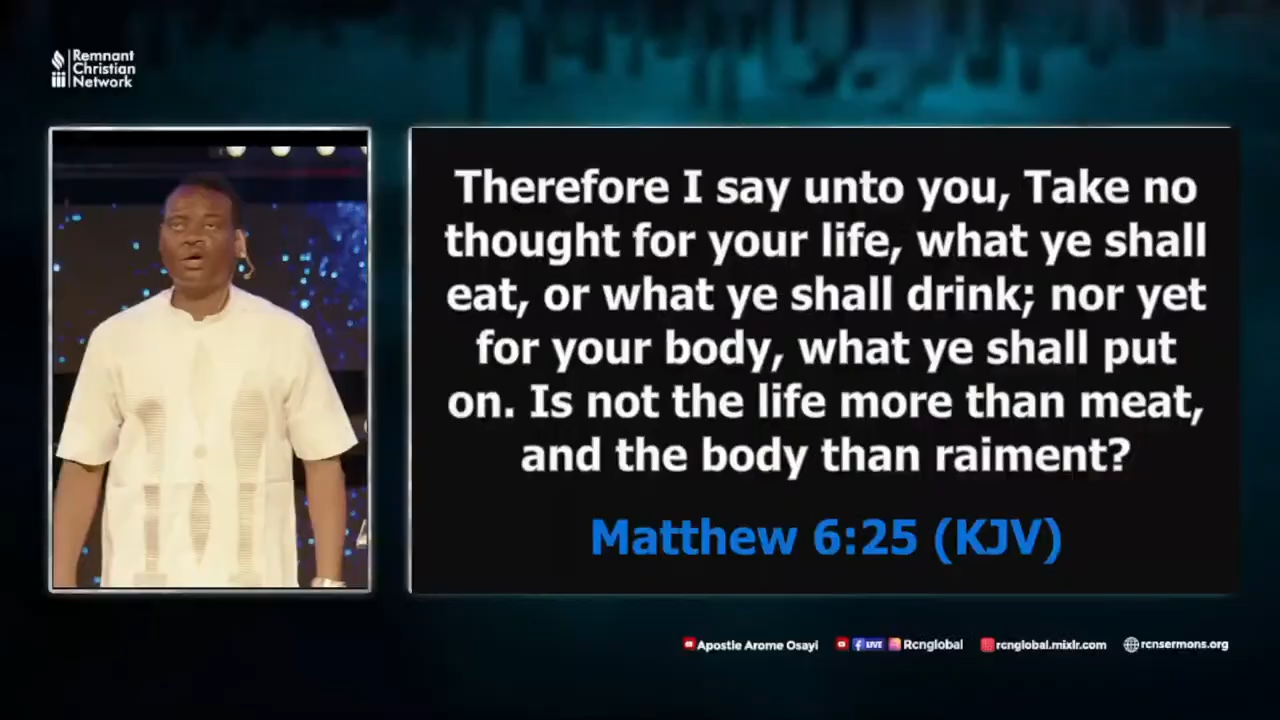 Remnant
Christian
Network
Therefore I say unto you, Take no
thought for your life, what ye shall
eat, or what ye shall drink; nor yet
for your body, what ye shall put
on. Is not the life more than meat,
and the body than raiment?
Matthew 6:25 (KJV)
Apostle Arome Osayi
LIVE
Rcnglobal
rcnglobal.mixlr.com
rcnsermons.org